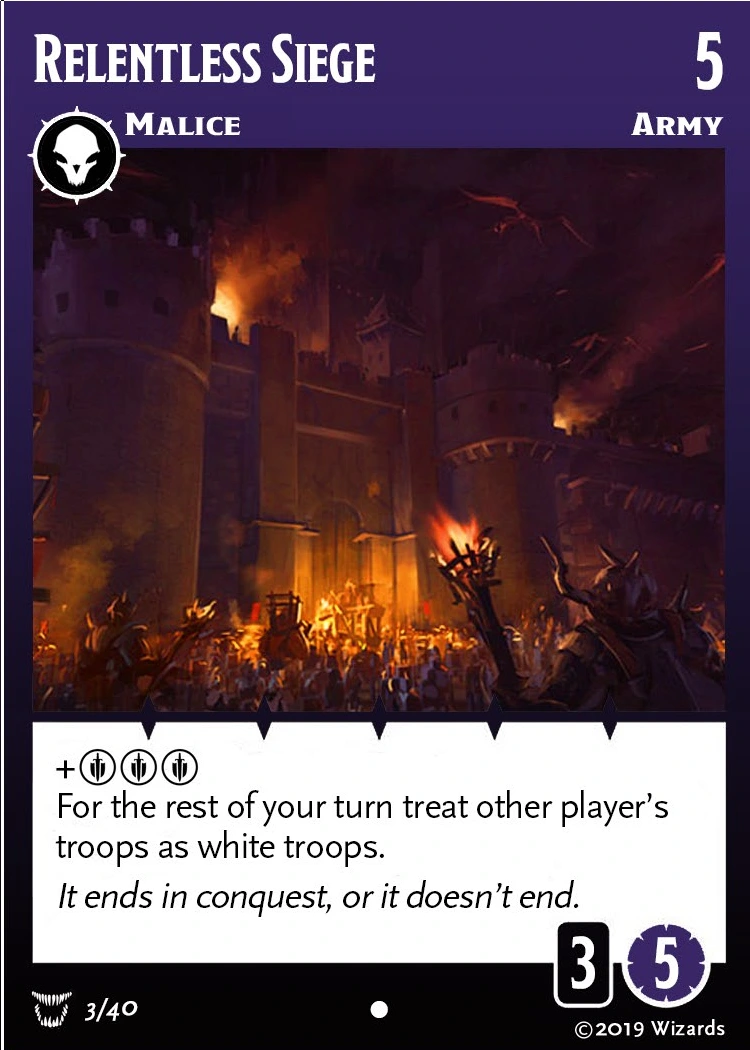 Relentless Siege 5
Malice Army
+
For the rest of your turn treat other player's
troops as white troops.
It ends in conquest, or it doesn't end.
3 5
3/40
©2019 Wizards